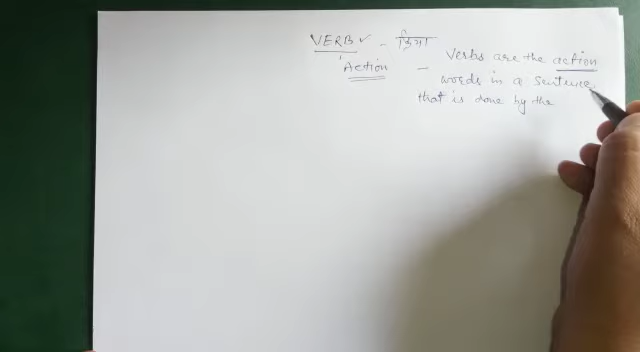 VERB ✓ - क्रिया
Action - Verbs are the action
words in a sentence
that is done by the